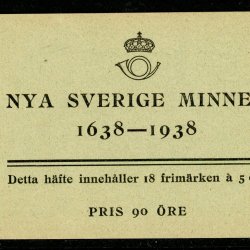 NYA SVERIGE MINNE
1638—1938
Detta häfte innehåller 18 frimärken à 5
PRIS 90 ÖRE